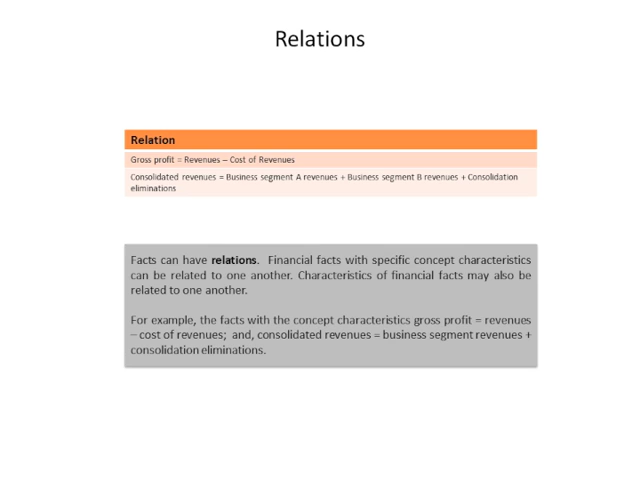 Relations
Relation
Gross profit = Revenues – Cost of Revenues
Consolidated revenues = Business segment A revenues + Business segment B revenues + Consolidation
eliminations
Facts can have relations. Financial facts with specific concept characteristics
can be related to one another. Characteristics of financial facts may also be
related to one another.
For example, the facts with the concept characteristics gross profit = revenues
– cost of revenues; and, consolidated revenues = business segment revenues +
consolidation eliminations.